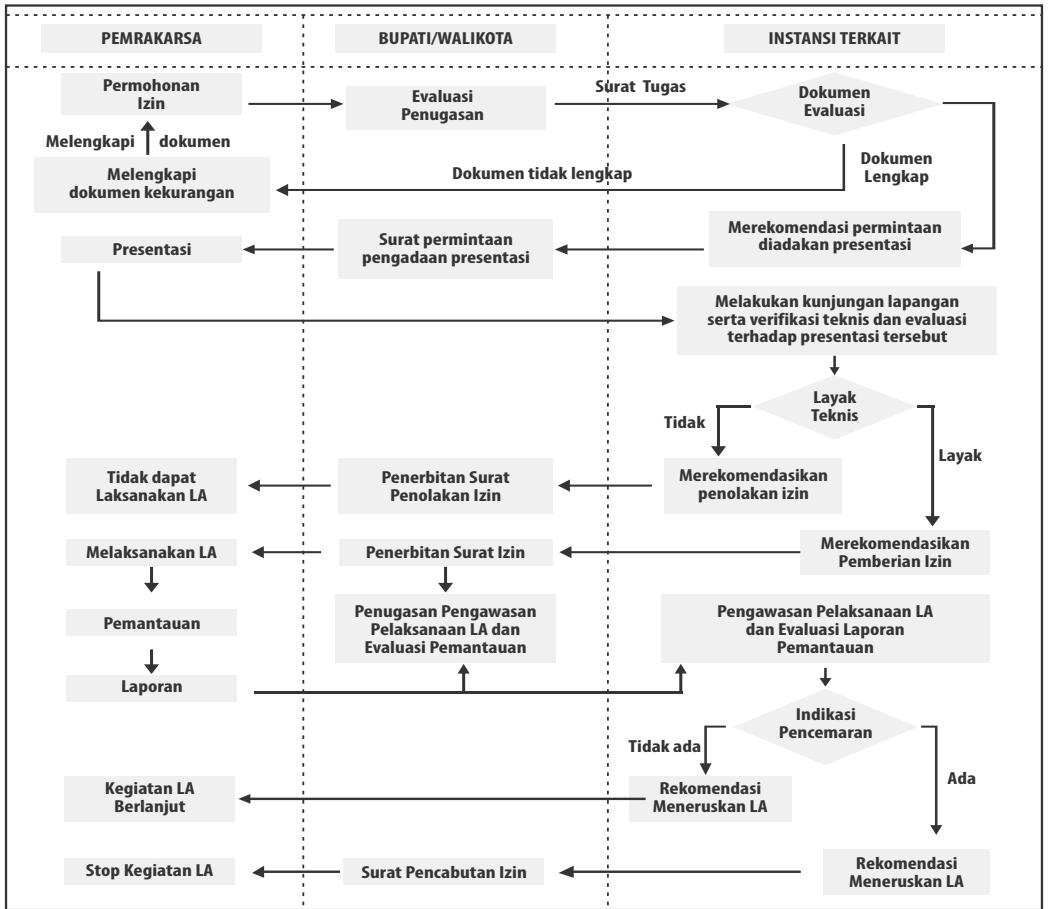 PEMRAKARSA
BUPATI/WALIKOTA
INSTANSI TERKAIT
Permohonan
Izin
Evaluasi
Penugasan
Surat Tugas
Dokumen
Evaluasi
Melengkapi dokumen
Melengkapi
dokumen kekurangan
Dokumen tidak lengkap
Dokumen
Lengkap
Presentasi
Surat permintaan
pengadaan presentasi
Merekomendasi permintaan
diadakan presentasi
Melakukan kunjungan lapangan
serta verifikasi teknis dan evaluasi
terhadap presentasi tersebut
Layak
Teknis
Tidak
Layak
Tidak dapat
Laksanakan LA
Penerbitan Surat
Penolakan Izin
Merekomendasikan
penolakan izin
Melaksanakan LA
Penerbitan Surat Izin
Merekomendasikan
Pemberian Izin
Pemantauan
Penugasan Pengawasan
Pelaksanaan LA dan
Evaluasi Pemantauan
Pengawasan Pelaksanaan LA
dan Evaluasi Laporan
Pemantauan
Laporan
Indikasi
Pencemaran
Tidak ada
Ada
Kegiatan LA
Berlanjut
Rekomendasi
Meneruskan LA
Stop Kegiatan LA
Surat Pencabutan Izin
Rekomendasi
Meneruskan LA